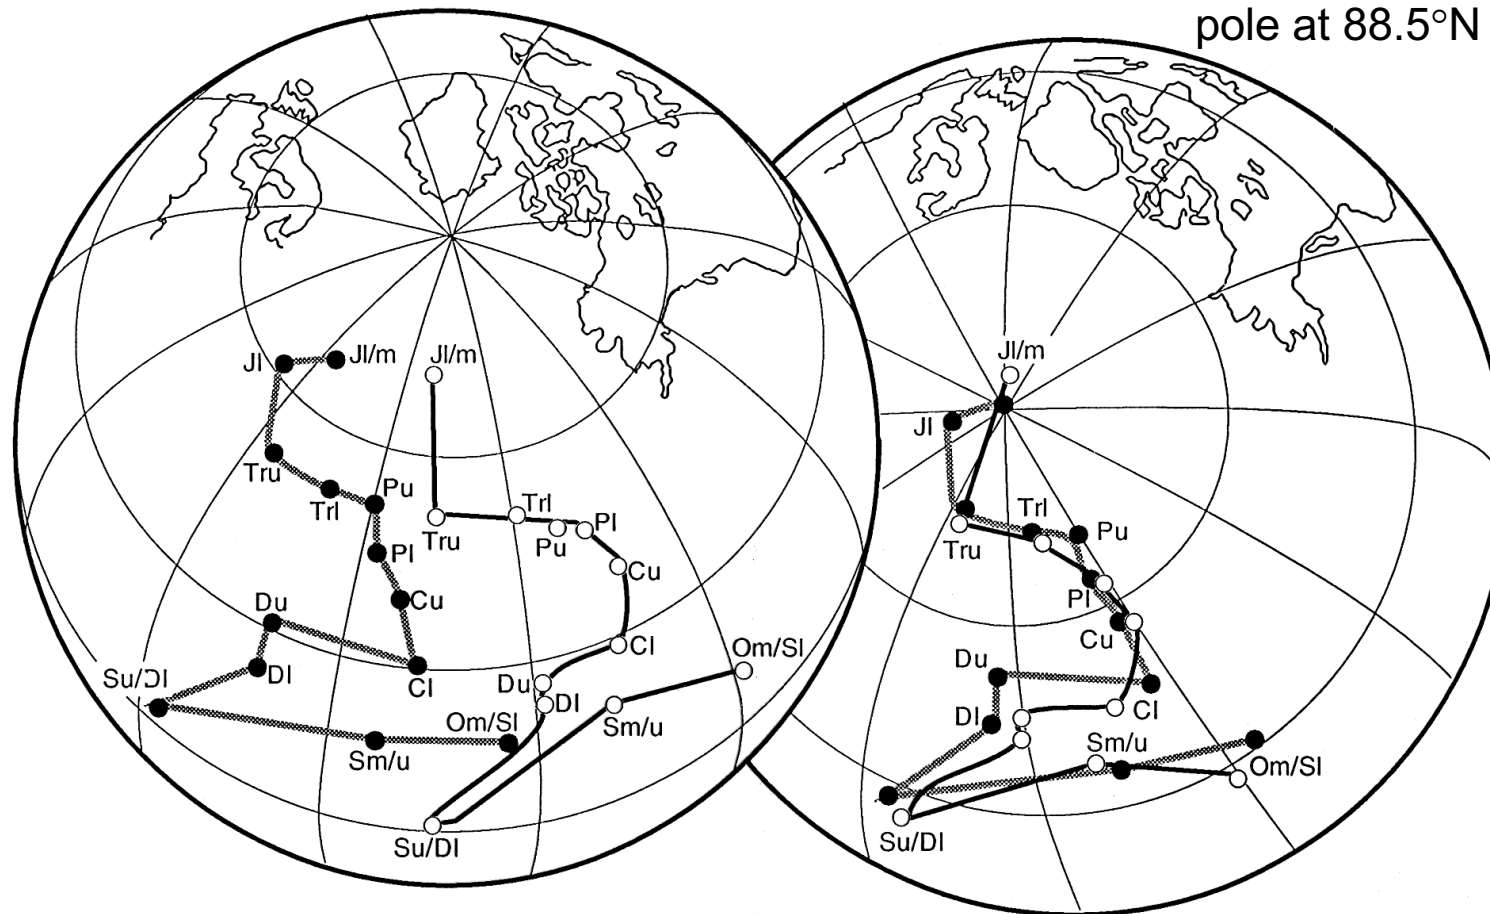 pole at 88.5°N
Jl
Jl/m
Jl/m
Tru
Trl
Pu
Pl
Cu
Cl
Du
Dl
Su/Dl
Sm/u
Om/Sl
Tru
Trl
Pu
Pl
Cu
Cl
Du
Dl
Sm/u
Om/Sl
Su/Dl
Jl/m
Jl
Tru
Trl
Pu
Pl
Cu
Du
Dl
Cl
Sm/u
Om/Sl
Su/Dl